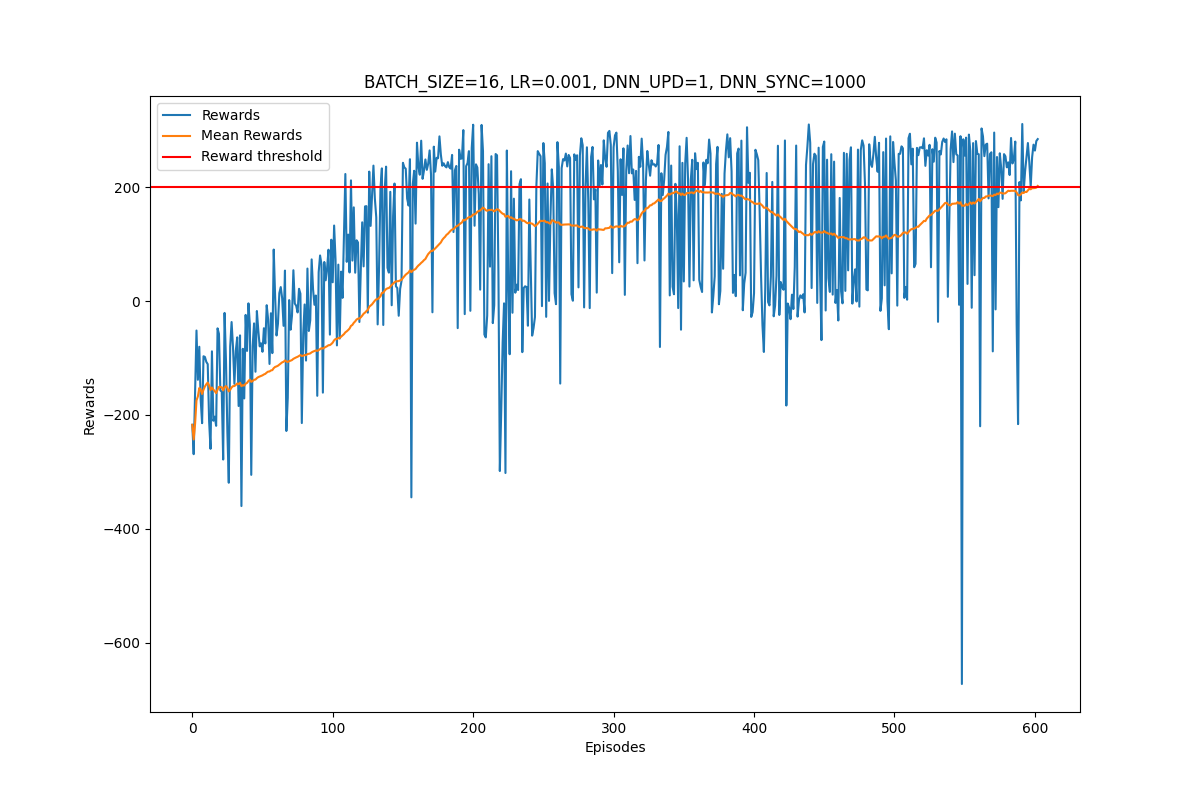 BATCH_SIZE=16, LR=0.001, DNN_UPD=1, DNN_SYNC=1000
Rewards
Mean Rewards
Reward threshold
200
0
−200
−400
−600
Rewards
0
100
200
300
400
500
600
Episodes